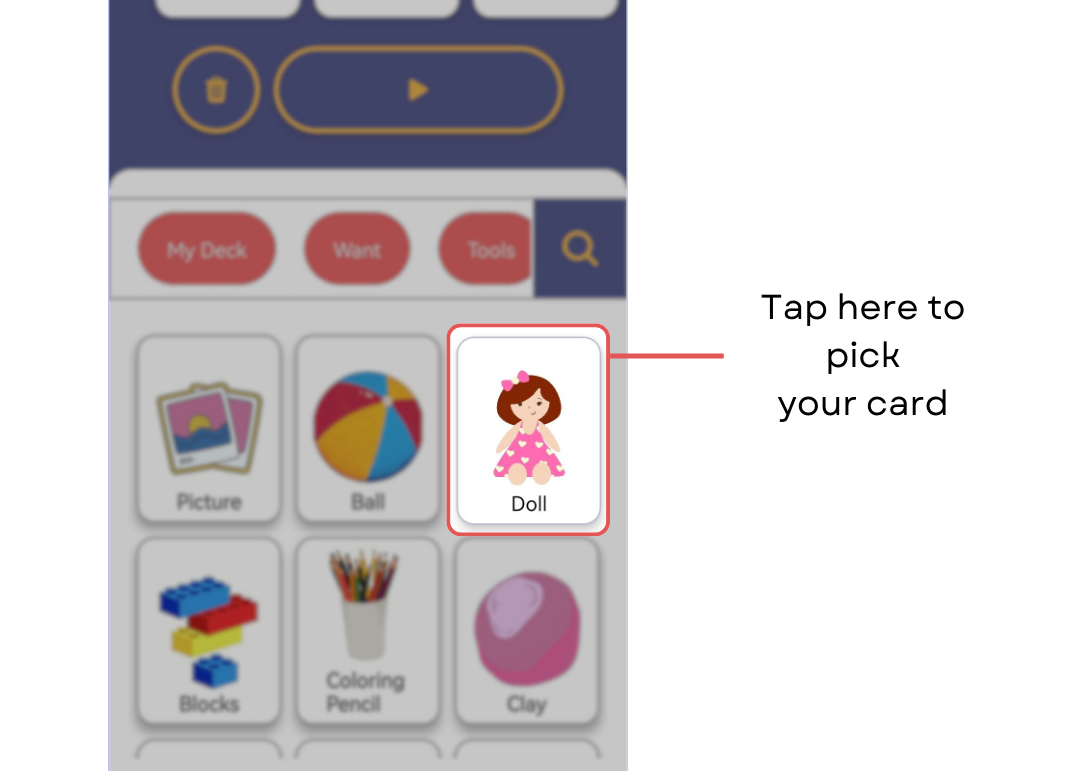 My Deck
Want
Tools
Tap here to
pick
your card
Picture
Ball
Doll
Blocks
Coloring
Pencil
Clay